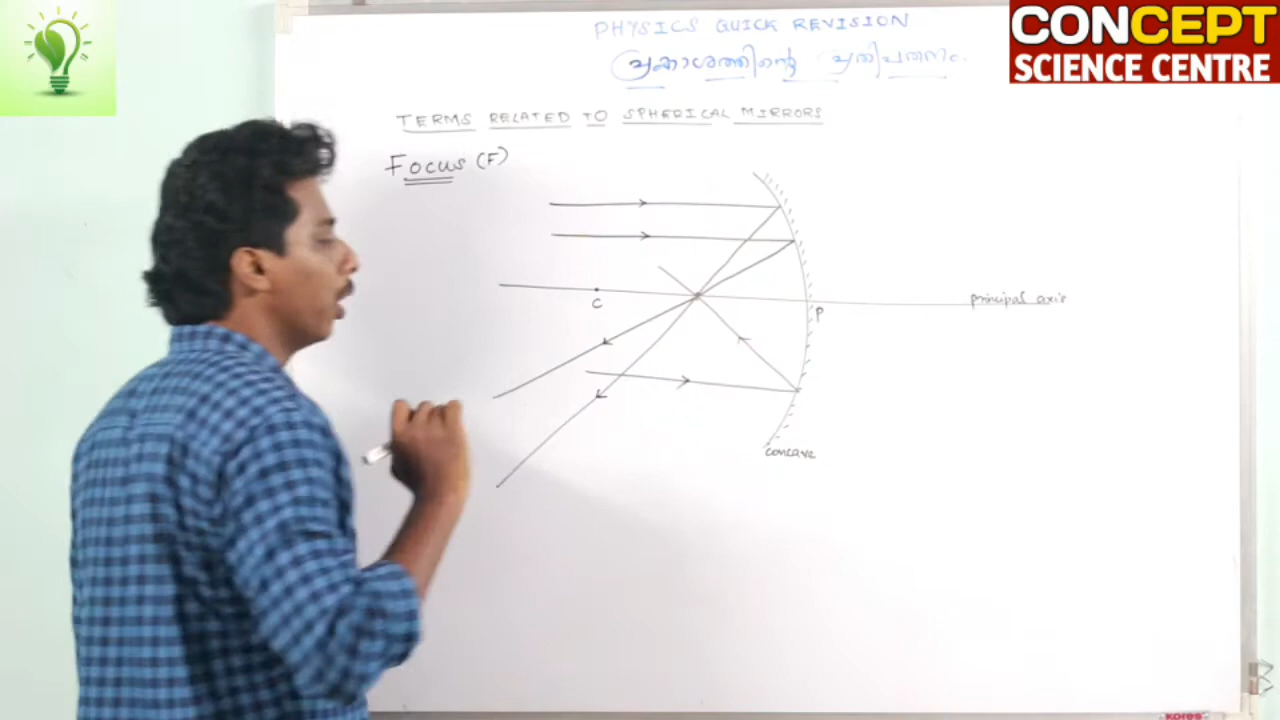 PHYSICS QUICK REVISION
പ്രകാശത്തിന്റെ പ്രതിപതനം.
CONCEPT
SCIENCE CENTRE
TERMS RELATED TO SPHERICAL MIRRORS
Focus (F)
C
principal axis
P
concave
kores